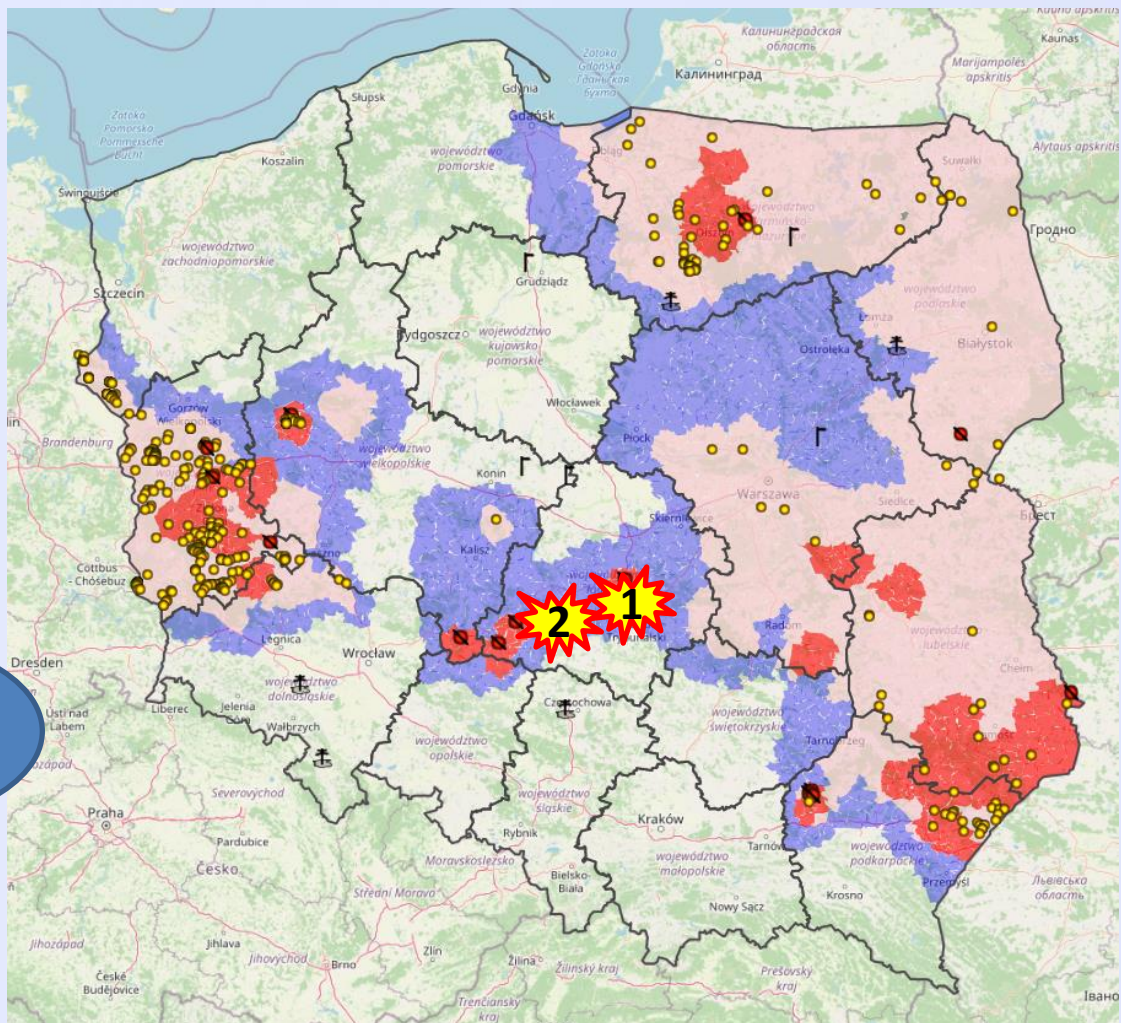 Kaunas apskritis
Kaunas
Калининградская
область
Zatoka
Gdańska
Гданьская
бухта
Калининград
Marijampolės
apskritis
Gdynia
Słupsk
Gdańsk
Zatoka
Pomorska
Pommersche
Bucht
Koszalin
województwo
pomorskie
Suwałki
Alytaus apskritis
Świnoujście
Гродно
Olsztyn
województwo
zachodniopomorskie
Szczecin
Grudziądz
województwo
podlaskie
Łomża
Białystok
Bydgoszcz
województwo
kujawsko
pomorskie
Ostrołęka
Gorzów
Wielkopolski
Włocławek
Płock
Brandenburg
województwo
wielkopolskie
Konin
Warszawa
Siedlce
Брест
Skierniewice
Kalisz
Cottbus
- Chóśebuz
2
1
Radom
województwo
lubelskie
Legnica
Wrocław
Chełm
Dresden
województwo
dolnośląskie
Liberec
Jelenia
Góra
Wałbrzych
Ústí nad
Labem
Częstochowa
województwo
świętokrzyskie
Tarnobrzeg
województwo
opolskie
Severovýchod
województwo
śląskie
Praha
Kraków
Rybnik
Tarnów
Pardubice
województwo
małopolskie
województwo
podkarpackie
Česko
Moravskoslezsko
Bielsko-
Biała
Przemyśl
Львівська
область
Krosno
Střední Morava
Nowy Sącz
Jihozápad
Jihlava
Zlín
Žilina
Žilinský kraj
Prešovský
kraj
České
Budějovice
Jihovýchod
Brno
Trenčiansky
kraj
Івано